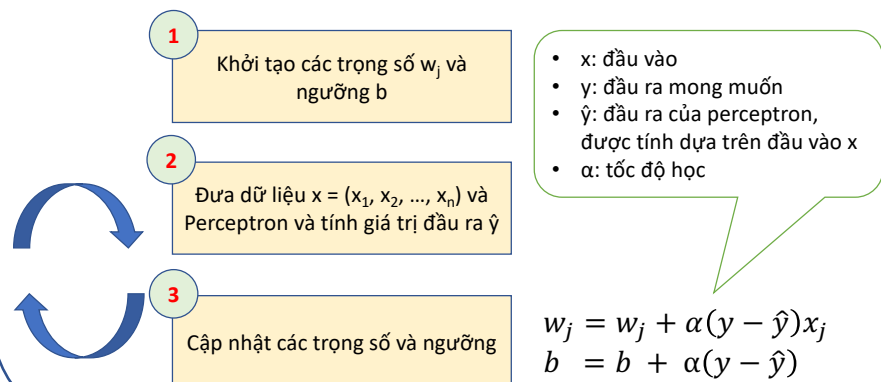 1
Khởi tạo các trọng số wⱼ và
ngưỡng b
2
Đưa dữ liệu x = (x₁, x₂, ..., xₙ) và
Perceptron và tính giá trị đầu ra ŷ
3
Cập nhật các trọng số và ngưỡng
• x: đầu vào
• y: đầu ra mong muốn
• ŷ: đầu ra của perceptron,
được tính dựa trên đầu vào x
• α: tốc độ học
wⱼ = wⱼ + α(y − ŷ)xⱼ
b = b + α(y − ŷ)